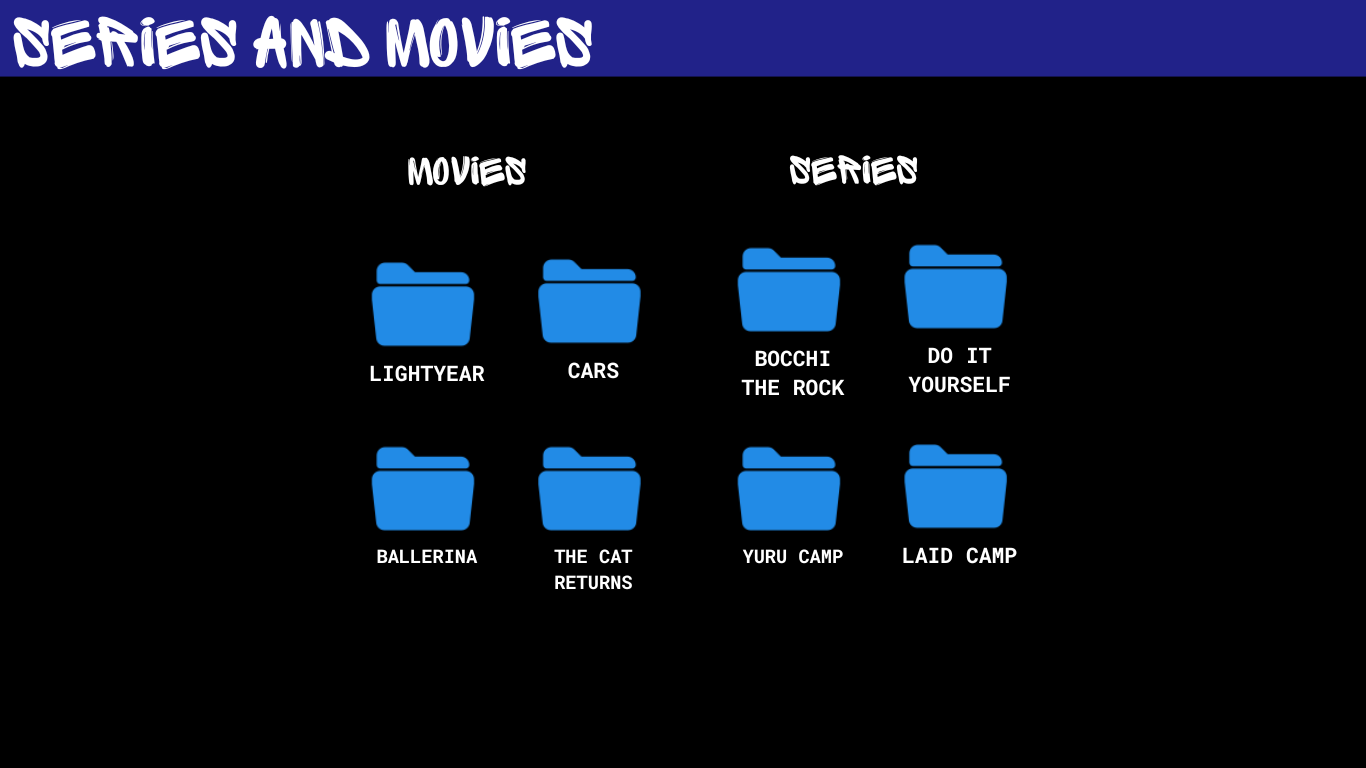 SERIES AND MOVIES
MOVIES
SERIES
LIGHTYEAR
CARS
BOCCHI
THE ROCK
DO IT
YOURSELF
BALLERINA
THE CAT
RETURNS
YURU CAMP
LAID CAMP